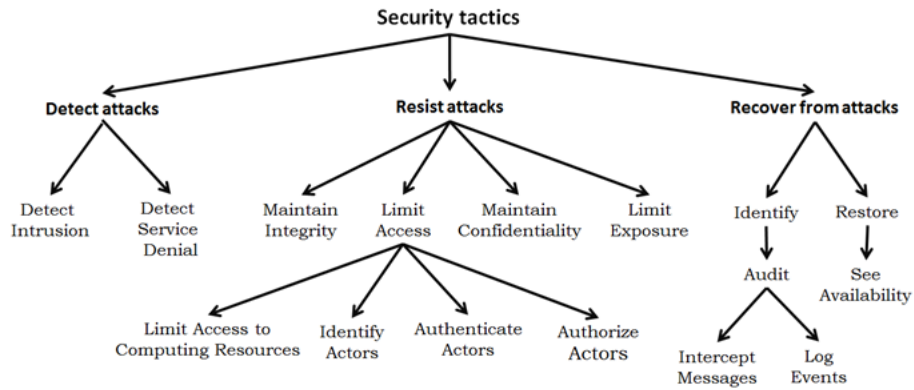 Security tactics
Detect attacks
Resist attacks
Recover from attacks
Detect
Intrusion
Detect
Service
Denial
Maintain
Integrity
Limit
Access
Maintain
Confidentiality
Limit
Exposure
Identify
Restore
Audit
See
Availability
Limit Access to
Computing Resources
Identify
Actors
Authenticate
Actors
Authorize
Actors
Intercept
Messages
Log
Events